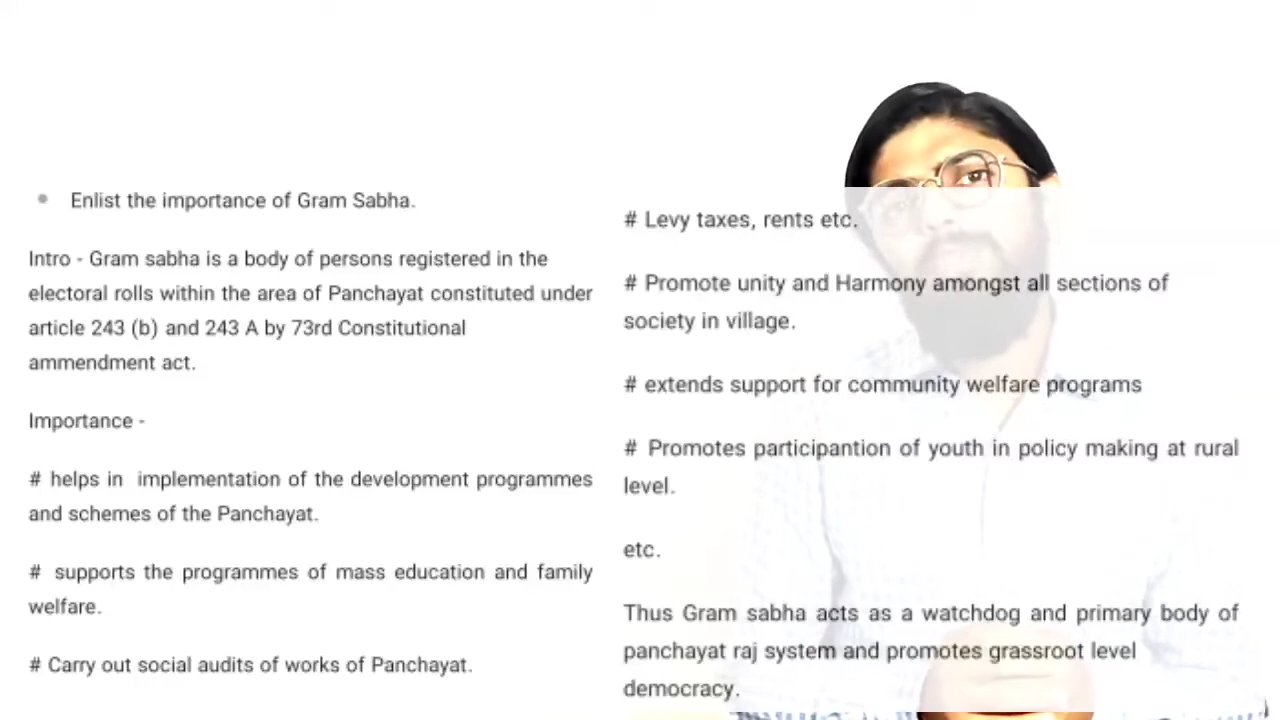 Enlist the importance of Gram Sabha.
Intro - Gram sabha is a body of persons registered in the
electoral rolls within the area of Panchayat constituted under
article 243 (b) and 243 A by 73rd Constitutional
ammendment act.
Importance -
# helps in implementation of the development programmes
and schemes of the Panchayat.
# supports the programmes of mass education and family
welfare.
# Carry out social audits of works of Panchayat.
# Levy taxes, rents etc.
# Promote unity and Harmony amongst all sections of
society in village.
# extends support for community welfare programs
# Promotes participantion of youth in policy making at rural
level.
etc.
Thus Gram sabha acts as a watchdog and primary body of
panchayat raj system and promotes grassroot level
democracy.